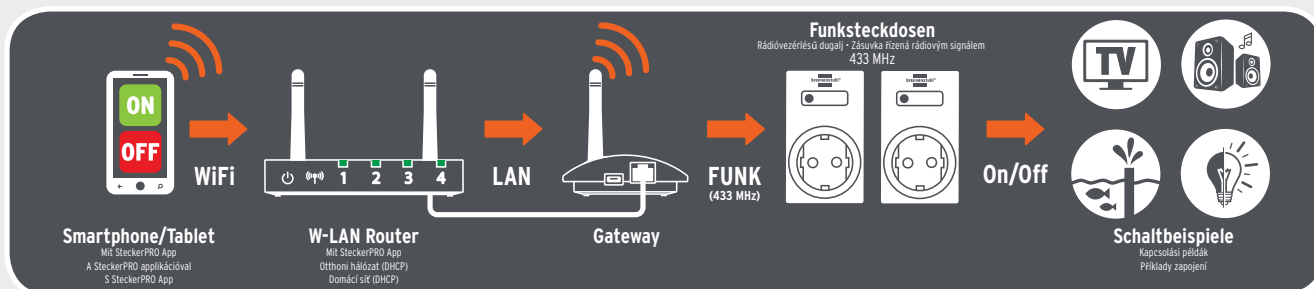 ON
OFF
WiFi
1 2 3 4
LAN
FUNK
(433 MHz)
Funksteckdosen
Rádióvezérlésű dugalj • Zásuvka řízená rádiovým signálem
433 MHz
brennenstuhl® brennenstuhl®
On/Off
TV
Smartphone/Tablet
Mit SteckerPRO App
A SteckerPRO applikációval
S SteckerPRO App
W-LAN Router
Mit SteckerPRO App
Otthoni hálózat (DHCP)
Domácí síť (DHCP)
Gateway
Schaltbeispiele
Kapcsolási példák
Příklady zapojení